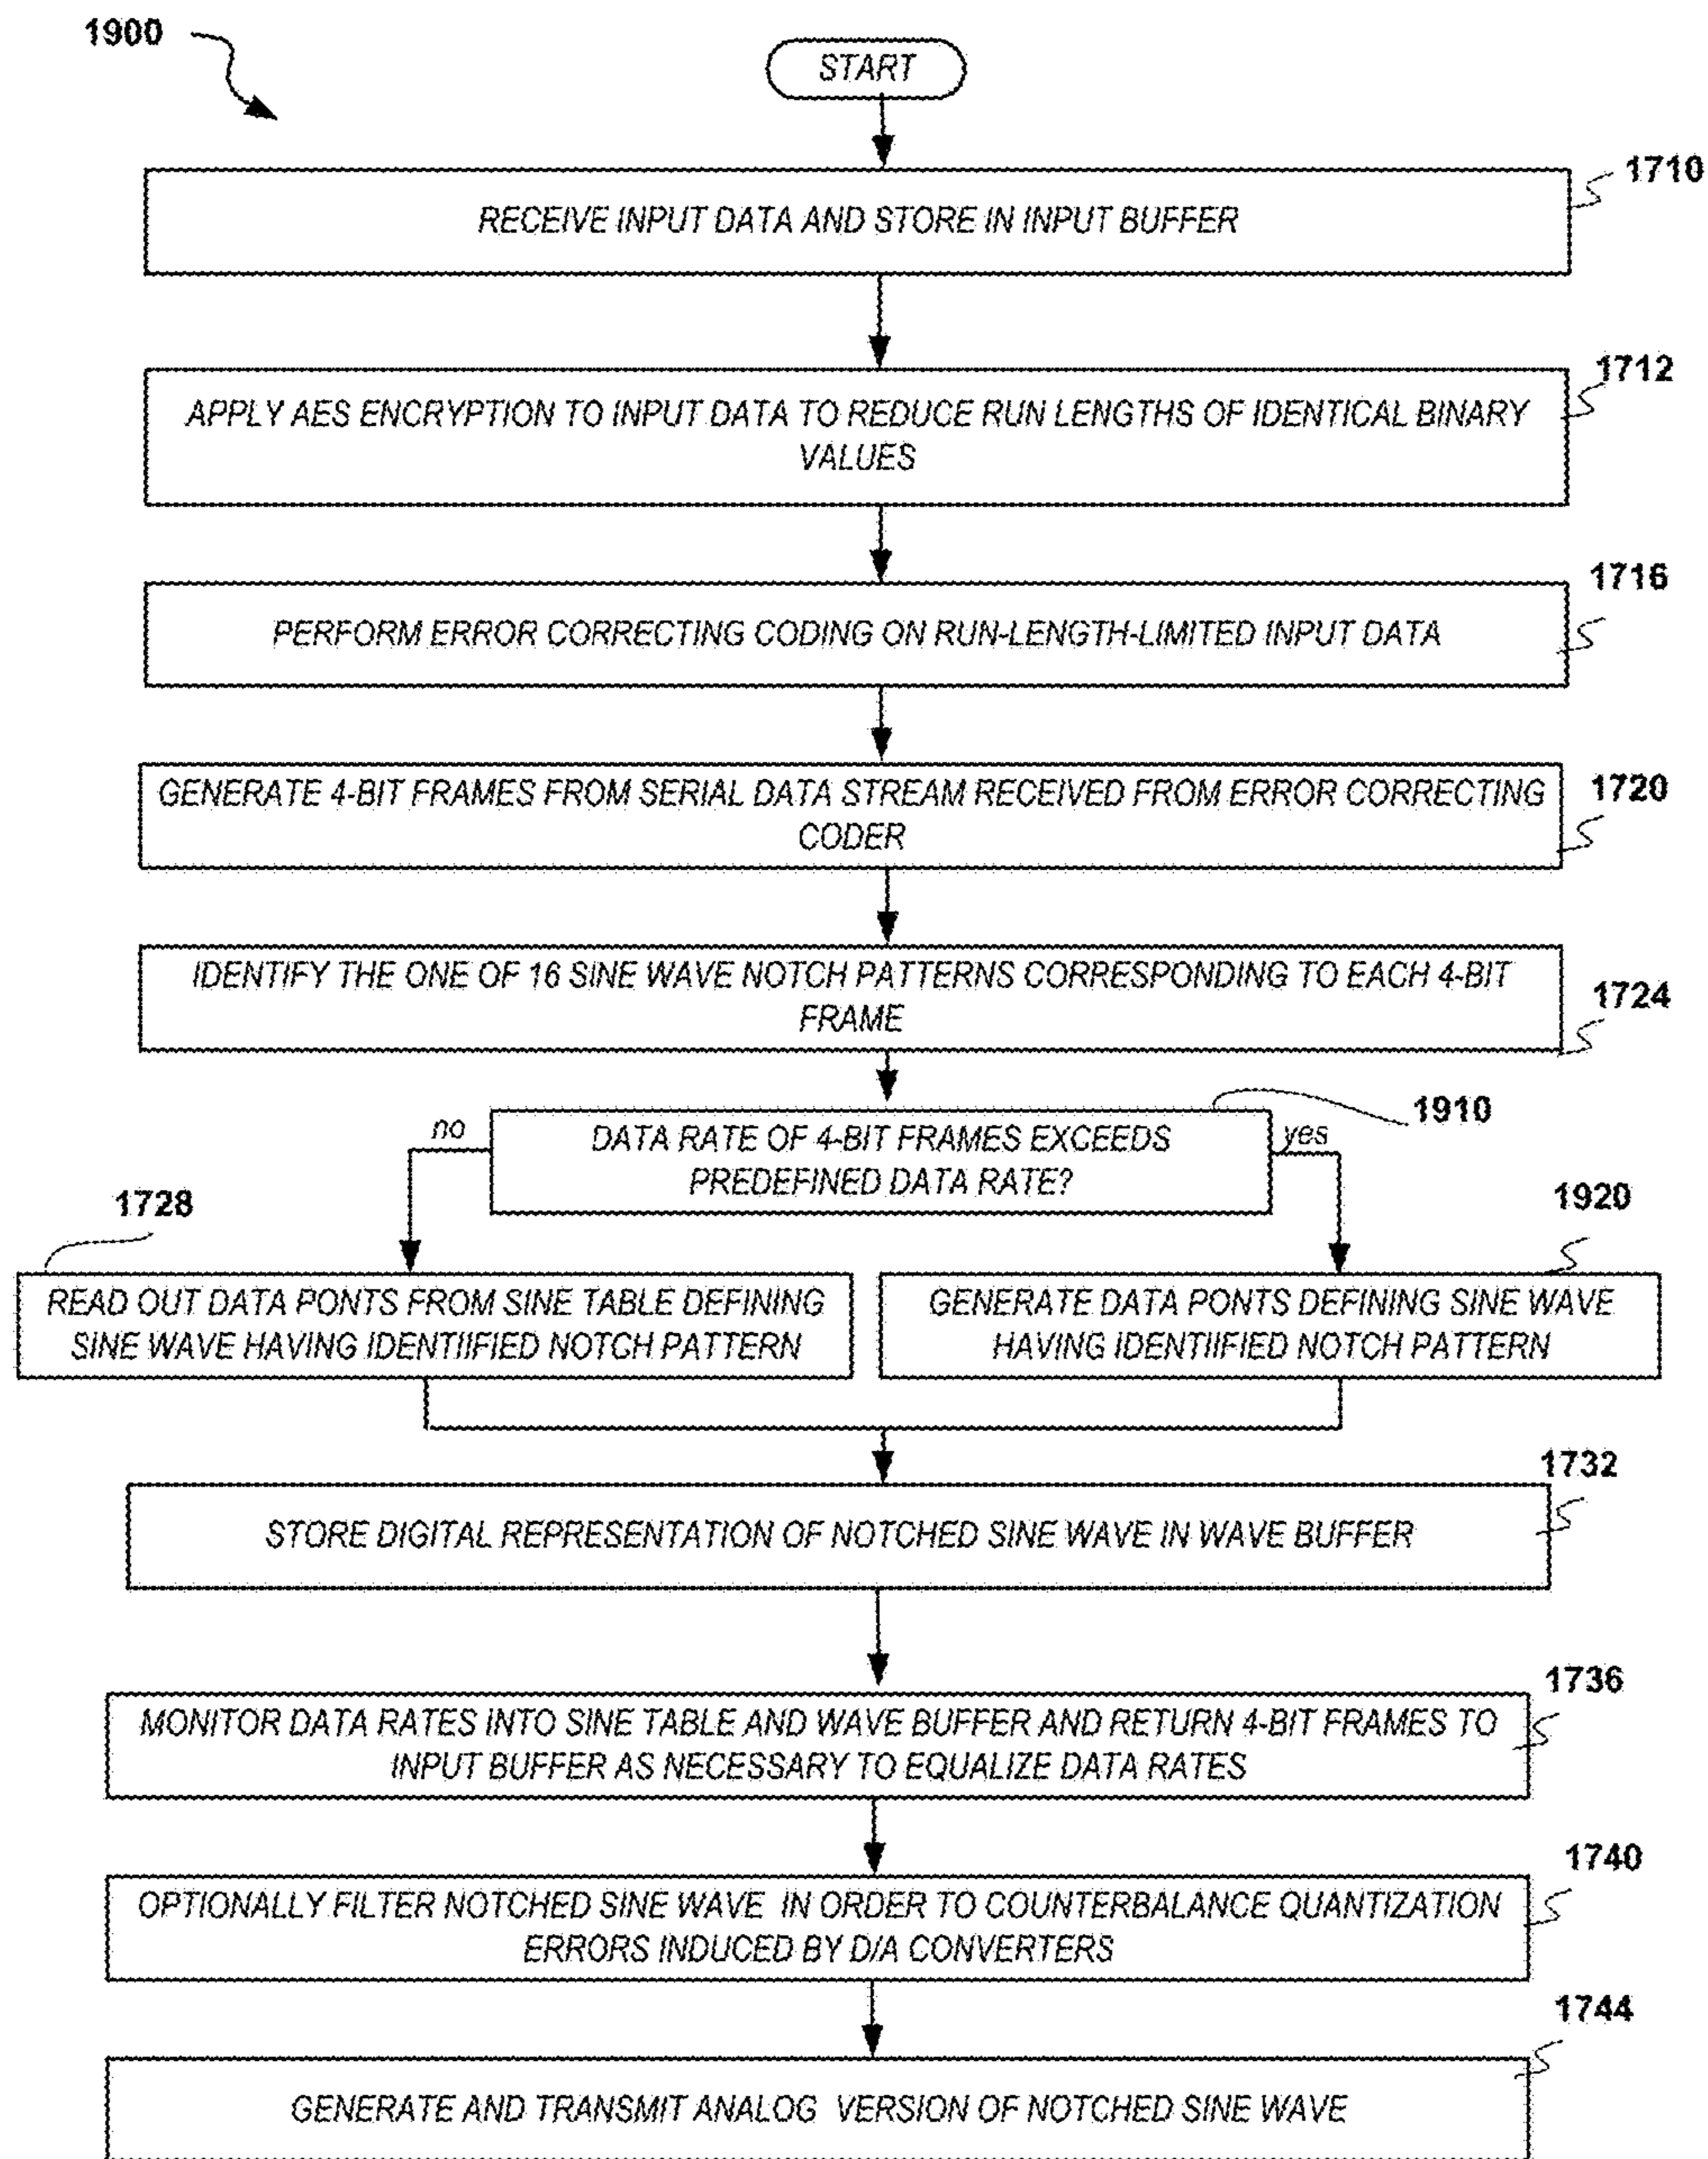 1900
START
1710
RECEIVE INPUT DATA AND STORE IN INPUT BUFFER
1712
APPLY AES ENCRYPTION TO INPUT DATA TO REDUCE RUN LENGTHS OF IDENTICAL BINARY
VALUES
1716
PERFORM ERROR CORRECTING CODING ON RUN-LENGTH-LIMITED INPUT DATA
1720
GENERATE 4-BIT FRAMES FROM SERIAL DATA STREAM RECEIVED FROM ERROR CORRECTING
CODER
IDENTIFY THE ONE OF 16 SINE WAVE NOTCH PATTERNS CORRESPONDING TO EACH 4-BIT
FRAME
1724
1910
no
DATA RATE OF 4-BIT FRAMES EXCEEDS
PREDEFINED DATA RATE?
yes
1728
1920
READ OUT DATA PONTS FROM SINE TABLE DEFINING
SINE WAVE HAVING IDENTIIFIED NOTCH PATTERN
GENERATE DATA PONTS DEFINING SINE WAVE
HAVING IDENTIIFIED NOTCH PATTERN
1732
STORE DIGITAL REPRESENTATION OF NOTCHED SINE WAVE IN WAVE BUFFER
1736
MONITOR DATA RATES INTO SINE TABLE AND WAVE BUFFER AND RETURN 4-BIT FRAMES TO
INPUT BUFFER AS NECESSARY TO EQUALIZE DATA RATES
1740
OPTIONALLY FILTER NOTCHED SINE WAVE IN ORDER TO COUNTERBALANCE QUANTIZATION
ERRORS INDUCED BY D/A CONVERTERS
1744
GENERATE AND TRANSMIT ANALOG VERSION OF NOTCHED SINE WAVE